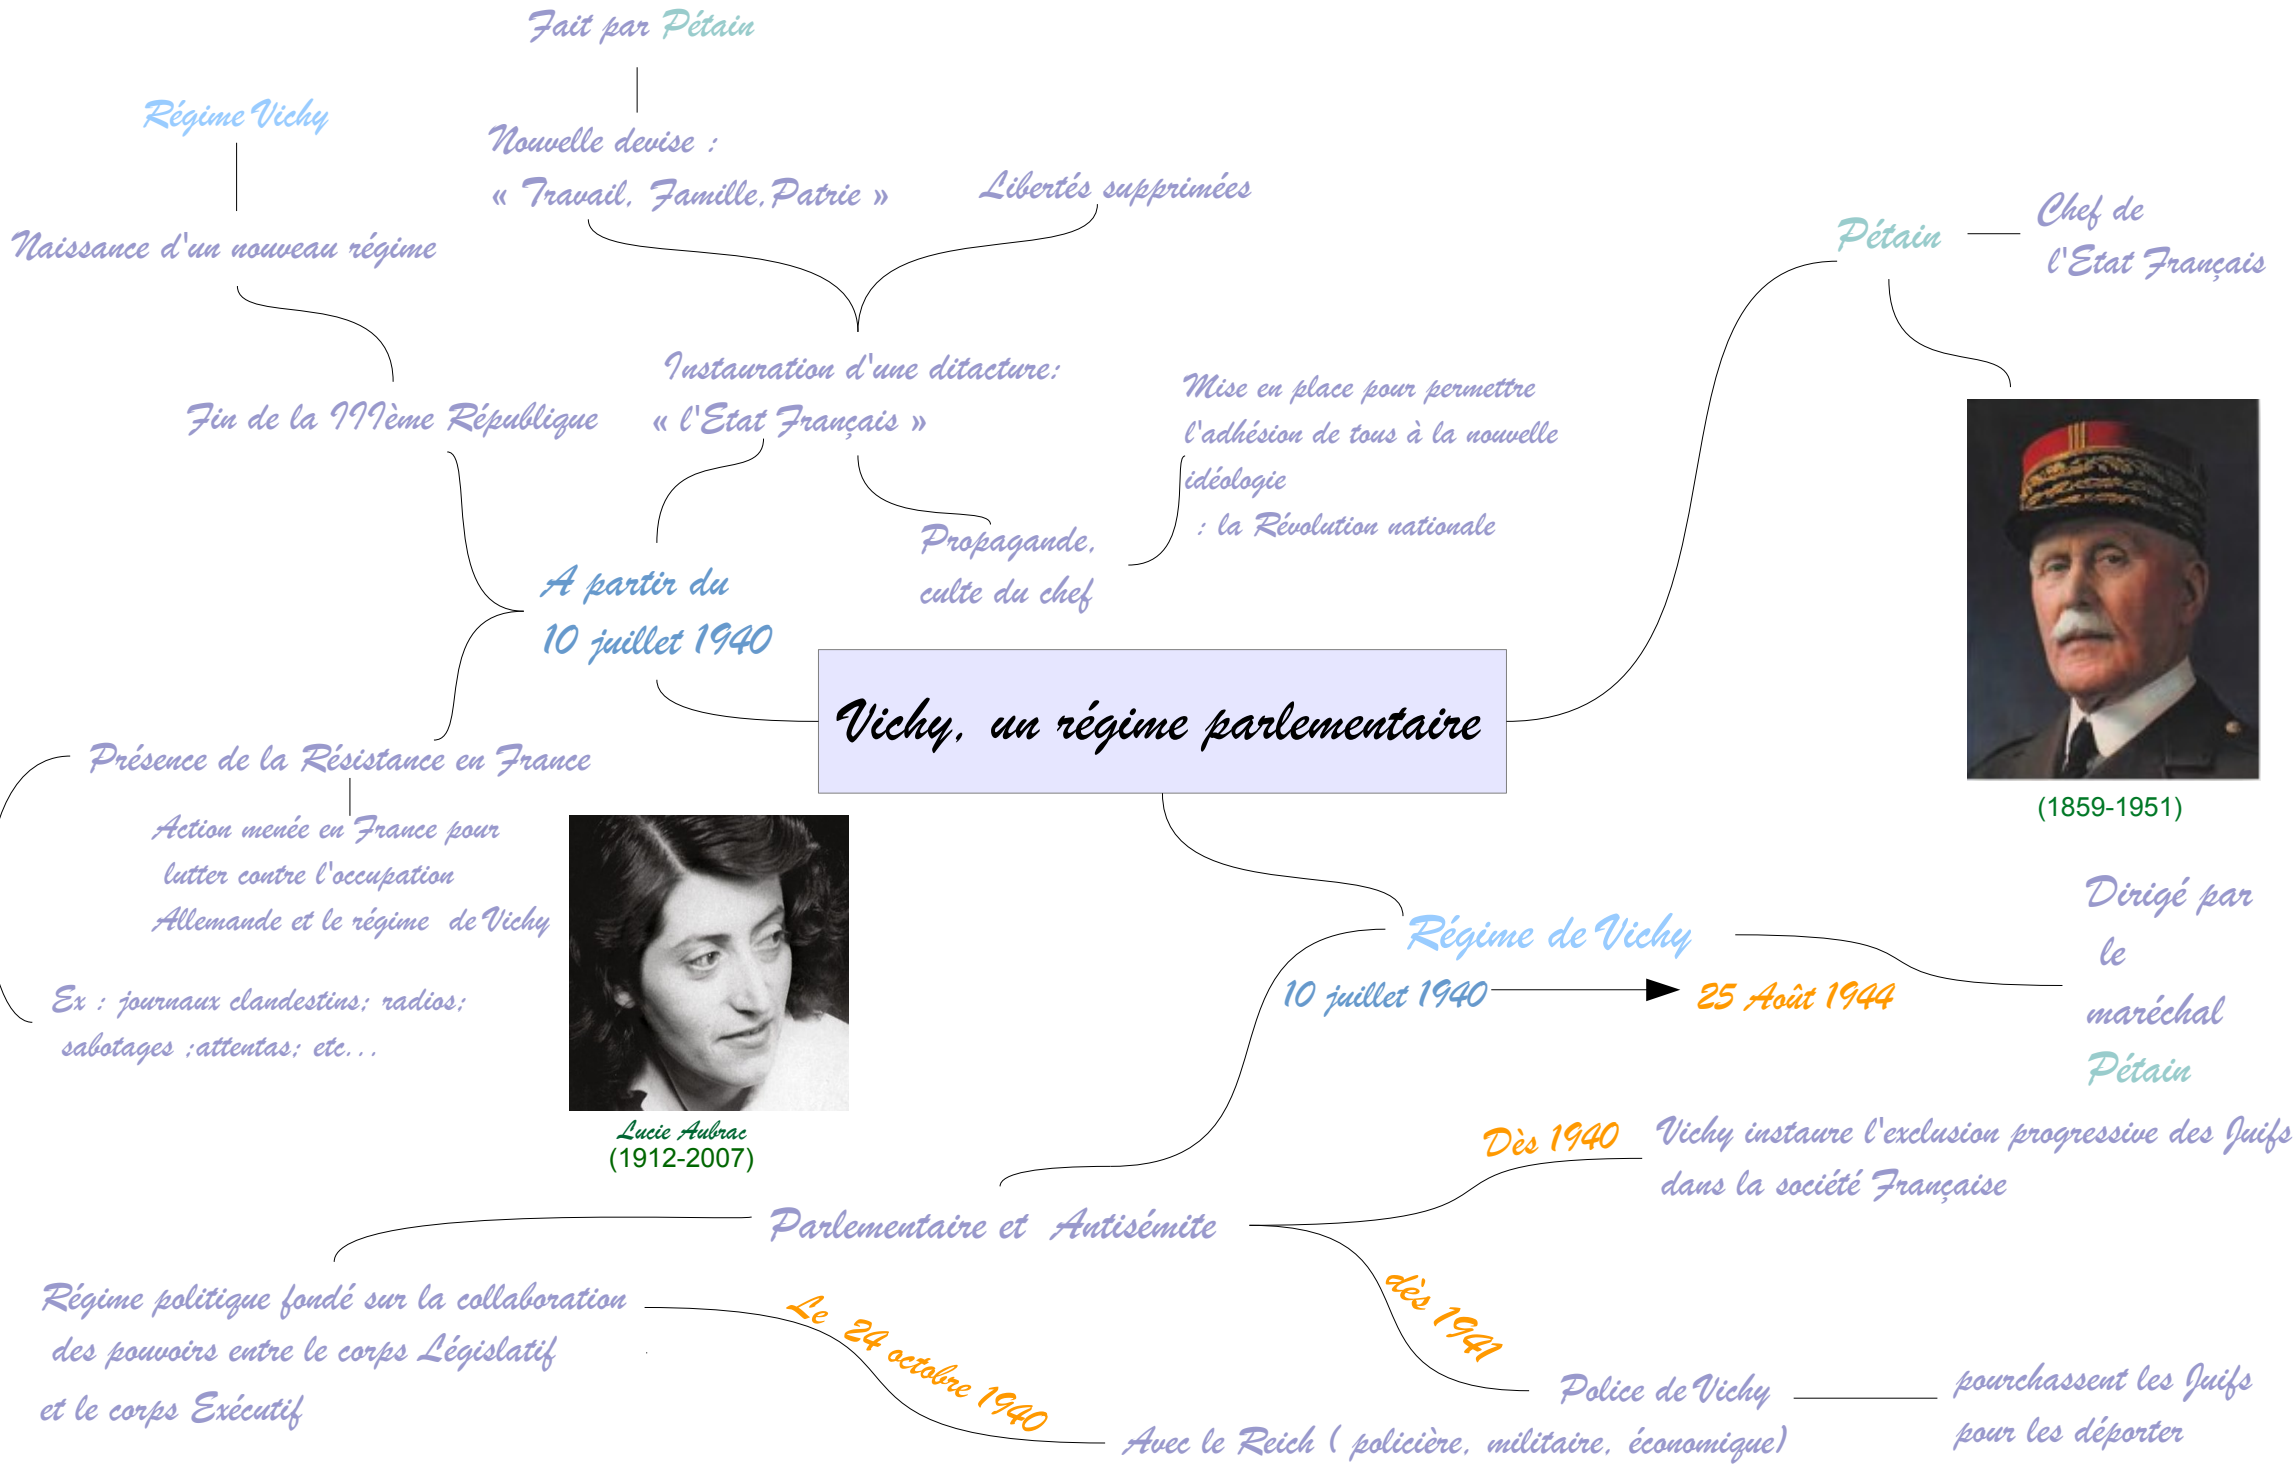 Fait par Pétain
Nouvelle devise :
« Travail, Famille,Patrie »
Libertés supprimées
Régime Vichy
Naissance d'un nouveau régime
Fin de la IIIème République
Instauration d'une ditacture:
« l'Etat Français »
Mise en place pour permettre
l'adhésion de tous à la nouvelle
idéologie
: la Révolution nationale
Propagande,
culte du chef
A partir du
10 juillet 1940
Pétain
Chef de
l'Etat Français
(1859-1951)
Vichy, un régime parlementaire
Présence de la Résistance en France
Action menée en France pour
lutter contre l'occupation
Allemande et le régime de Vichy
Ex : journaux clandestins; radios;
sabotages ;attentas; etc...
Lucie Aubrac
(1912-2007)
Régime de Vichy
10 juillet 1940
25 Août 1944
Dirigé par
le
maréchal
Pétain
Dès 1940
Vichy instaure l'exclusion progressive des Juifs
dans la société Française
Parlementaire et Antisémite
Régime politique fondé sur la collaboration
des pouvoirs entre le corps Législatif
et le corps Exécutif
Le 24 octobre 1940
Avec le Reich ( policière, militaire, économique)
dès 1941
Police de Vichy
pourchassent les Juifs
pour les déporter